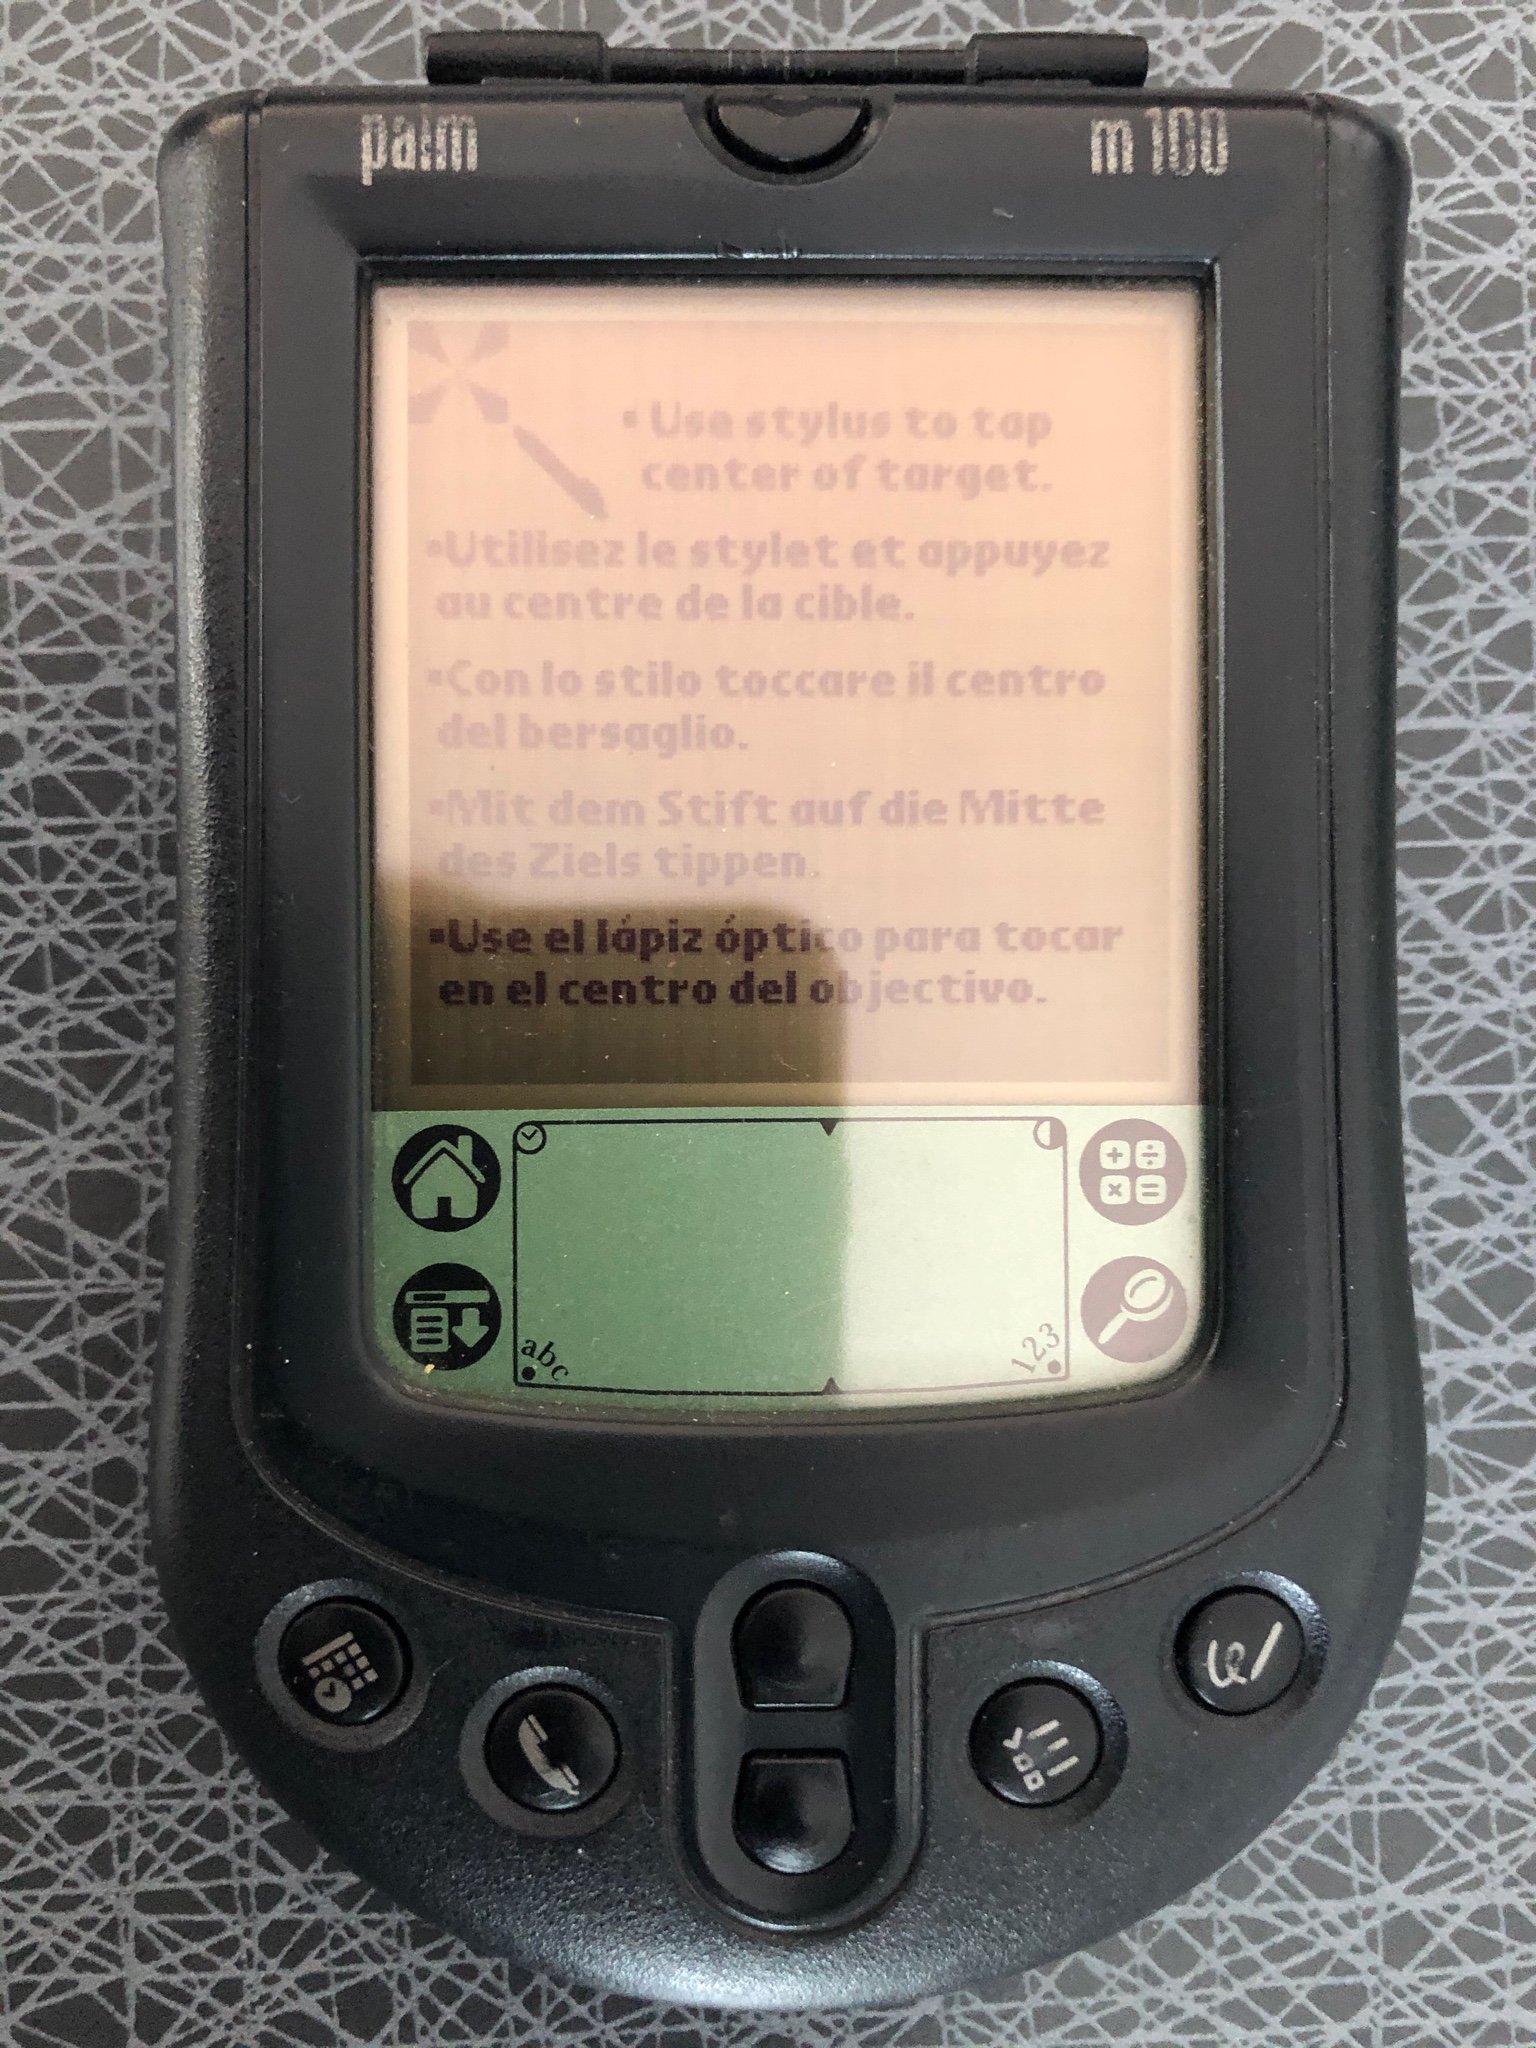 palm
m100
• Use stylus to tap
center of target.
•Utilisez le stylet et appuyez
au centre de la cible.
•Con lo stilo toccare il centro
del bersaglio.
•Mit dem Stift auf die Mitte
des Ziels tippen.
•Use el lápiz óptico para tocar
en el centro del objectivo.
+ ÷
× =
abc
123